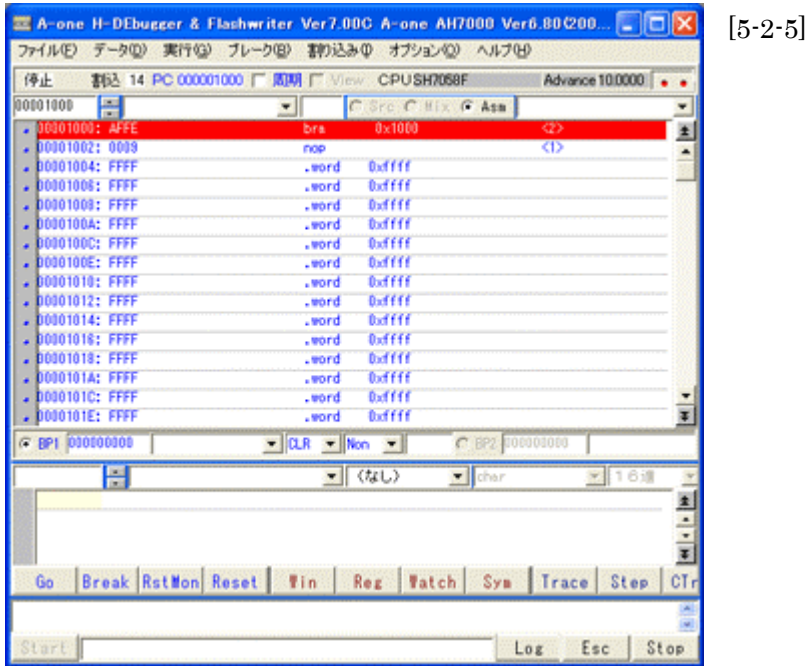 A-one H-DEbugger & Flashwriter Ver7.00C A-one AH7000 Ver6.80(200...
[5-2-5]
ファイル(F) データ(D) 実行(G) ブレーク(B) 割り込み(I) オプション(O) ヘルプ(H)
停止 割込 14 PC 000001000 周期 View CPU SH7058F Advance 10.0000
00001000 Src Mix Asm
00001000: AFFE bra 0x1000 <2>
00001002: 0009 nop <1>
00001004: FFFF .word 0xffff
00001006: FFFF .word 0xffff
00001008: FFFF .word 0xffff
0000100A: FFFF .word 0xffff
0000100C: FFFF .word 0xffff
0000100E: FFFF .word 0xffff
00001010: FFFF .word 0xffff
00001012: FFFF .word 0xffff
00001014: FFFF .word 0xffff
00001016: FFFF .word 0xffff
00001018: FFFF .word 0xffff
0000101A: FFFF .word 0xffff
0000101C: FFFF .word 0xffff
0000101E: FFFF .word 0xffff
BP1 000000000 CLR Non BP2 000000000
(なし) char 16進
Go Break RstMon Reset Win Reg Watch Sym Trace Step CTr
Start Log Esc Stop